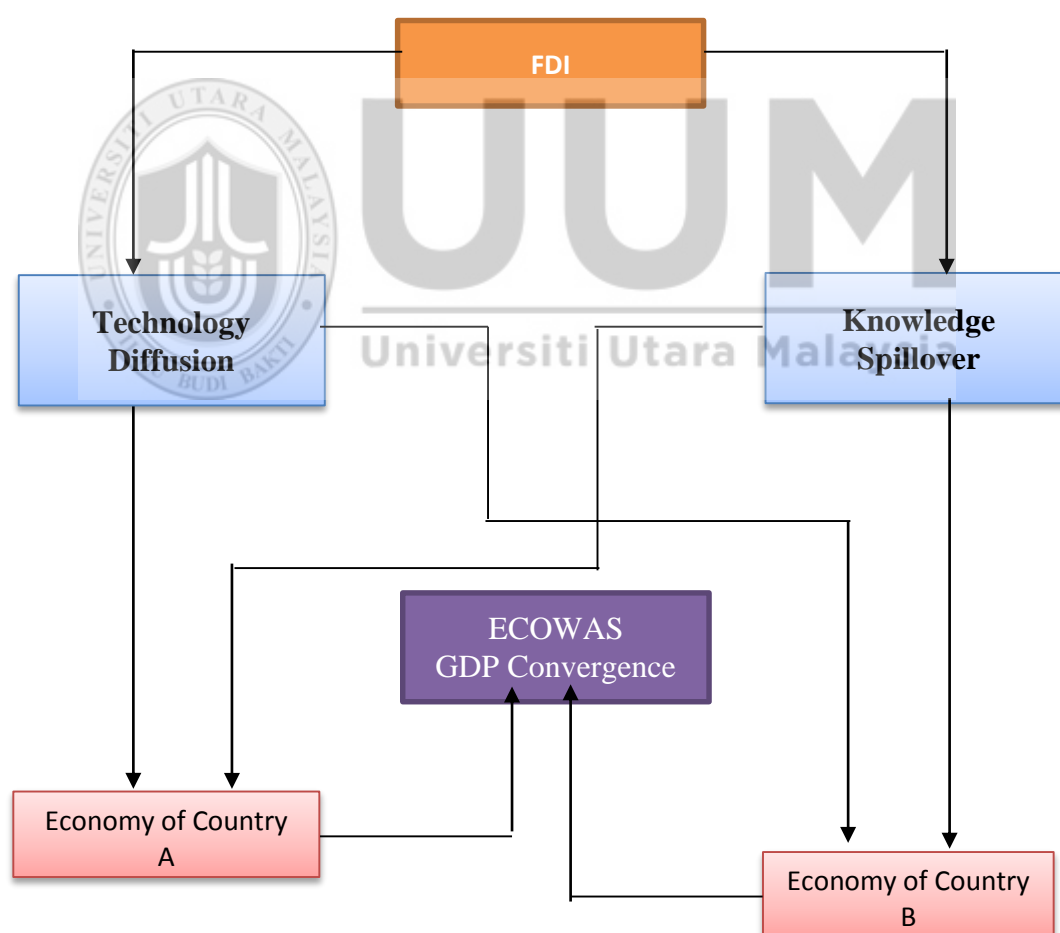 FDI
UNIVERSITI UTARA MALAYSIA
UUM
Technology
Diffusion
Knowledge
Spillover
Universiti Utara Malaysia
BUDI BAKTI
ECOWAS
GDP Convergence
Economy of Country
A
Economy of Country
B